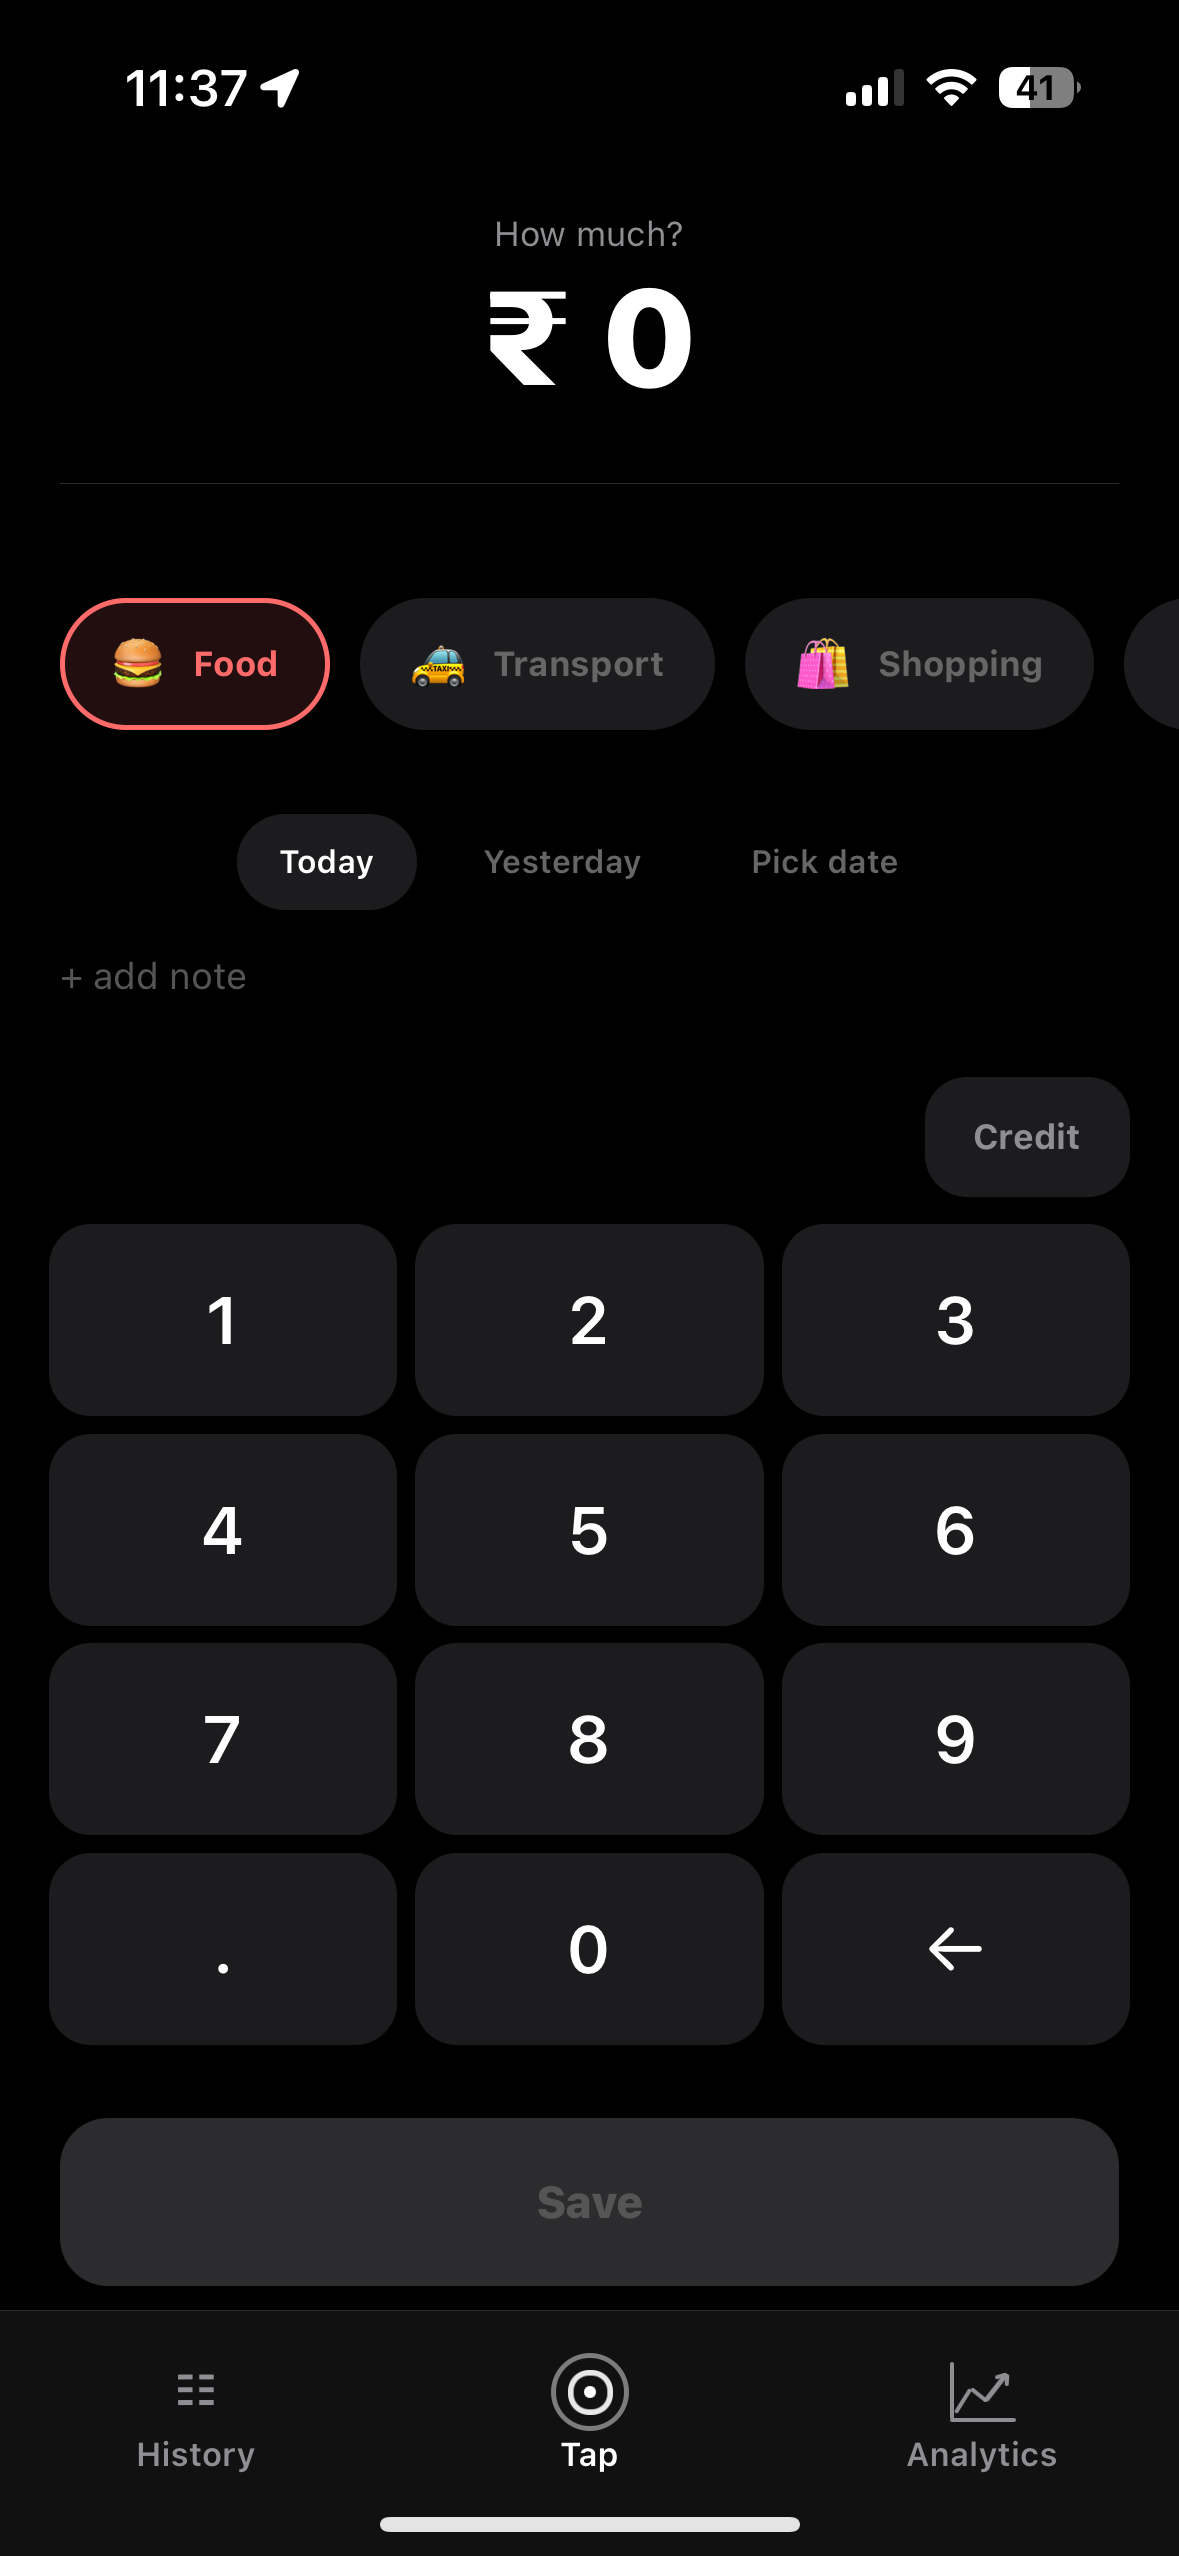 11:37
41
How much?
₹ 0
Food
Transport
Shopping
Today
Yesterday
Pick date
+ add note
Credit
1
2
3
4
5
6
7
8
9
.
0
←
Save
History
Tap
Analytics